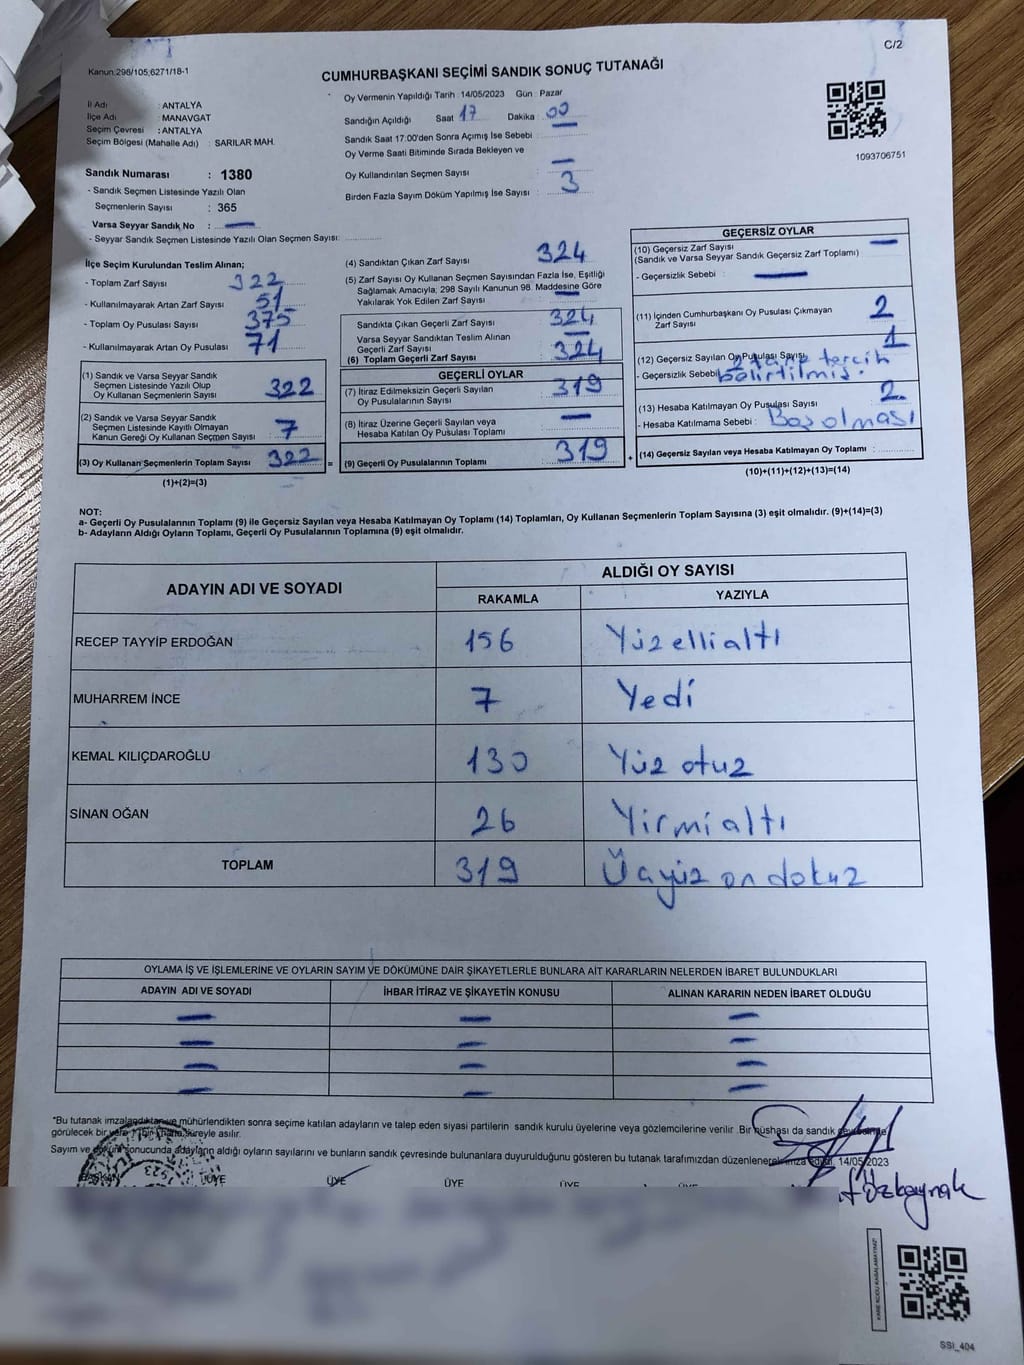 C/2
Kanun;298/105;6271/18-1
CUMHURBAŞKANI SEÇİMİ SANDIK SONUÇ TUTANAĞI
İl Adı : ANTALYA
İlçe Adı : MANAVGAT
Seçim Çevresi : ANTALYA
Seçim Bölgesi (Mahalle Adı) : SARILAR MAH.
Oy Vermenin Yapıldığı Tarih : 14/05/2023 Gün : Pazar
Sandığın Açıldığı Saat 17 Dakika : 00
Sandık Saat 17:00'den Sonra Açımış İse Sebebi : —
Oy Verme Saati Bitiminde Sırada Bekleyen ve
Oy Kullandırılan Seçmen Sayısı : —
Birden Fazla Sayım Döküm Yapılmış İse Sayısı : 3
1093706751
Sandık Numarası : 1380
- Sandık Seçmen Listesinde Yazılı Olan
Seçmenlerin Sayısı : 365
Varsa Seyyar Sandık No : —
- Seyyar Sandık Seçmen Listesinde Yazılı Olan Seçmen Sayısı:
İlçe Seçim Kurulundan Teslim Alınan;
- Toplam Zarf Sayısı : 322
- Kullanılmayarak Artan Zarf Sayısı : 51
- Toplam Oy Pusulası Sayısı : 375
- Kullanılmayarak Artan Oy Pusulası : 71
(1) Sandık ve Varsa Seyyar Sandık
Seçmen Listesinde Yazılı Olup
Oy Kullanan Seçmen Sayısı : 322
(2) Sandık ve Varsa Seyyar Sandık
Seçmen Listesinde Kayıtlı Olmayan
Kanun Gereği Oy Kullanan Seçmen Sayısı : 7
(3) Oy Kullanan Seçmenlerin Toplam Sayısı : 322 =
(1)+(2)=(3)
(4) Sandıktan Çıkan Zarf Sayısı : 324
(5) Zarf Sayısı Oy Kullanan Seçmen Sayısından Fazla İse, Eşitliği
Sağlamak Amacıyla; 298 Sayılı Kanunun 98. Maddesine Göre
Yakılarak Yok Edilen Zarf Sayısı : —
Sandıkta Çıkan Geçerli Zarf Sayısı : 324
Varsa Seyyar Sandıktan Teslim Alınan
Geçerli Zarf Sayısı : —
(6) Toplam Geçerli Zarf Sayısı : 324
GEÇERLİ OYLAR
(7) İtiraz Edilmeksizin Geçerli Sayılan
Oy Pusulalarının Sayısı : 319
(8) İtiraz Üzerine Geçerli Sayılan veya
Hesaba Katılan Oy Pusulası Toplamı : —
(9) Geçerli Oy Pusulalarının Toplamı : 319 +
GEÇERSİZ OYLAR
(10) Geçersiz Zarf Sayısı : —
(Sandık ve Varsa Seyyar Sandık Geçersiz Zarf Toplamı)
- Geçersizlik Sebebi : —
(11) İçinden Cumhurbaşkanı Oy Pusulası Çıkmayan
Zarf Sayısı : 2
(12) Geçersiz Sayılan Oy Pusulası Sayısı : 1
- Geçersizlik Sebebi : tercih
belirtilmiş.
(13) Hesaba Katılmayan Oy Pusulası Sayısı : 2
- Hesaba Katılmama Sebebi : Boş olması
(14) Geçersiz Sayılan veya Hesaba Katılmayan Oy Toplamı :
(10)+(11)+(12)+(13)=(14)
NOT:
a- Geçerli Oy Pusulalarının Toplamı (9) ile Geçersiz Sayılan veya Hesaba Katılmayan Oy Toplamı (14) Toplamları, Oy Kullanan Seçmenlerin Toplam Sayısına (3) eşit olmalıdır. (9)+(14)=(3)
b- Adayların Aldığı Oyların Toplamı, Geçerli Oy Pusulalarının Toplamına (9) eşit olmalıdır.
ADAYIN ADI VE SOYADI
ALDIĞI OY SAYISI
RAKAMLA YAZIYLA
RECEP TAYYİP ERDOĞAN 156 Yüzellialtı
MUHARREM İNCE 7 Yedi
KEMAL KILIÇDAROĞLU 130 Yüz otuz
SİNAN OĞAN 26 Yirmialtı
TOPLAM 319 Üçyüz on dokuz
OYLAMA İŞ VE İŞLEMLERİNE VE OYLARIN SAYIM VE DÖKÜMÜNE DAİR ŞİKAYETLERLE BUNLARA AİT KARARLARIN NELERDEN İBARET BULUNDUKLARI
ADAYIN ADI VE SOYADI İHBAR İTİRAZ VE ŞİKAYETİN KONUSU ALINAN KARARIN NEDEN İBARET OLDUĞU
— — —
— — —
— — —
— — —
*Bu tutanak imzalandıktan ve mühürlendikten sonra seçime katılan adayların ve talep eden siyasi partilerin sandık kurulu üyelerine veya gözlemcilerine verilir .Bir nüshası da sandık çevresinde
görülecek bir yere 1 bir hafta süreyle asılır.
Sayım ve döküm sonucunda adayların aldığı oyların sayılarını ve bunların sandık çevresinde bulunanlara duyurulduğunu gösteren bu tutanak tarafımızdan düzenlenerek imza edildi. 14/05/2023
ÜYE ÜYE ÜYE ÜYE ÜYE
Özkaynak
SSI_404